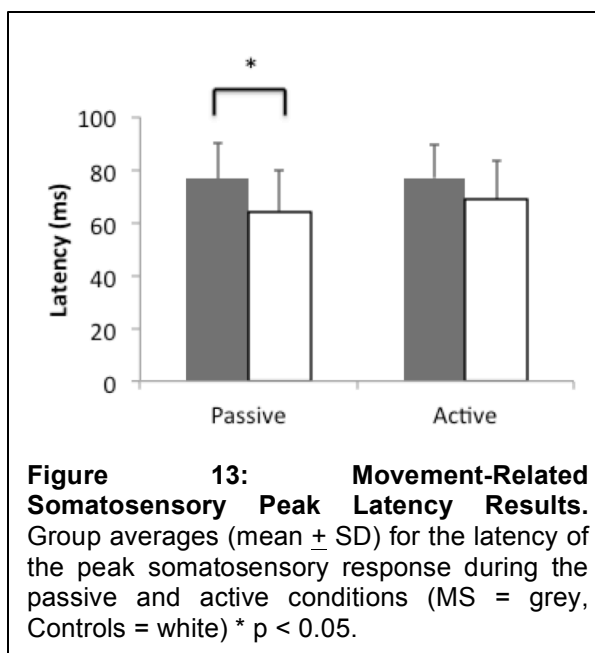 *
100
80
60
40
20
0
Latency (ms)
Passive Active
Figure 13: Movement-Related
Somatosensory Peak Latency Results.
Group averages (mean ± SD) for the latency of
the peak somatosensory response during the
passive and active conditions (MS = grey,
Controls = white) * p < 0.05.